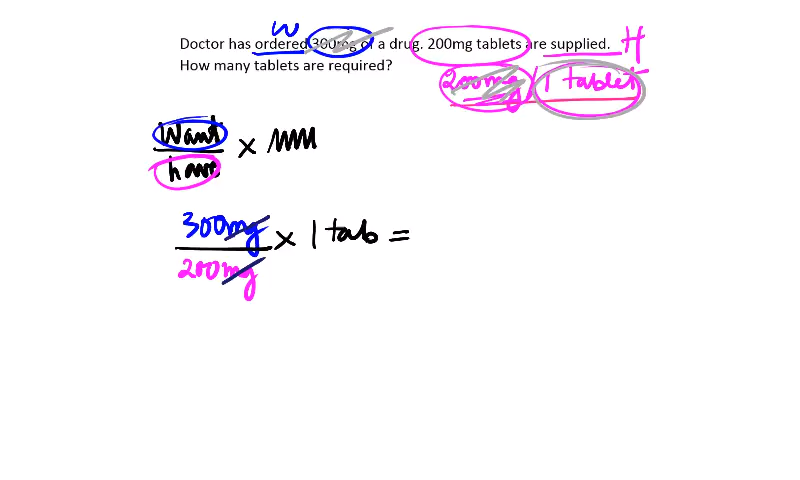 W
Doctor has ordered 300mg of a drug. 200mg tablets are supplied. H
How many tablets are required?
200mg / 1 tablet
Want
have
×
300mg
200mg
× 1 tab =